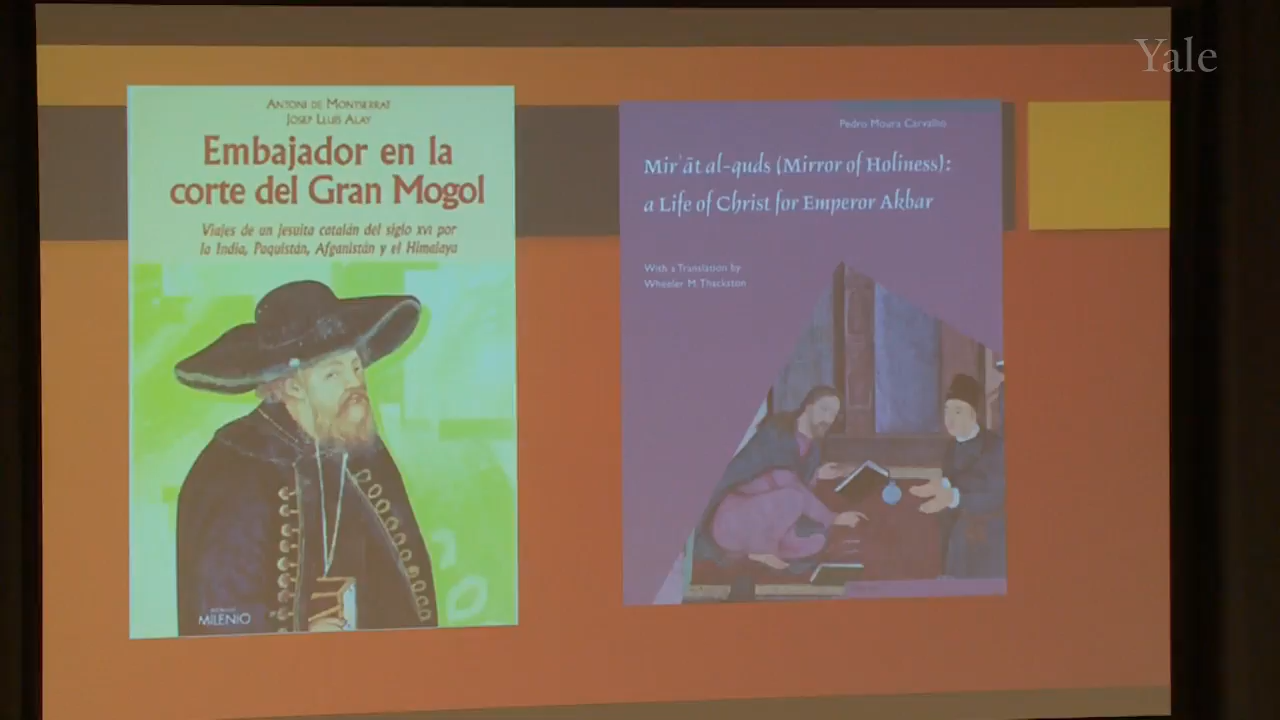 Yale
ANTONI DE MONTSERRAT
JOSEP LLUÍS ALAY
Embajador en la
corte del Gran Mogol
Viajes de un jesuita catalán del siglo XVI por
la India, Paquistán, Afganistán y el Himalaya
MILENIO
Pedro Moura Carvalho
Mirʾāt al-quds (Mirror of Holiness):
a Life of Christ for Emperor Akbar
With a Translation by
Wheeler M. Thackston